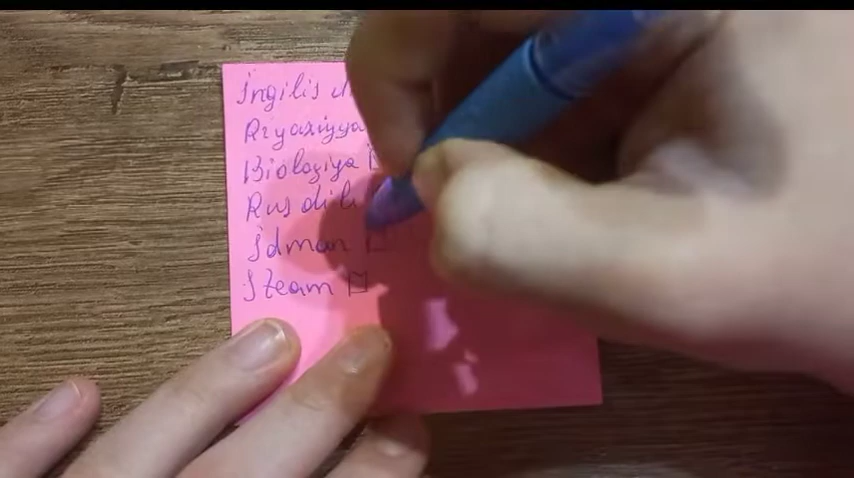 İngilis
Riyaziyya
Biologiya
Rus dili
İdman
Steam